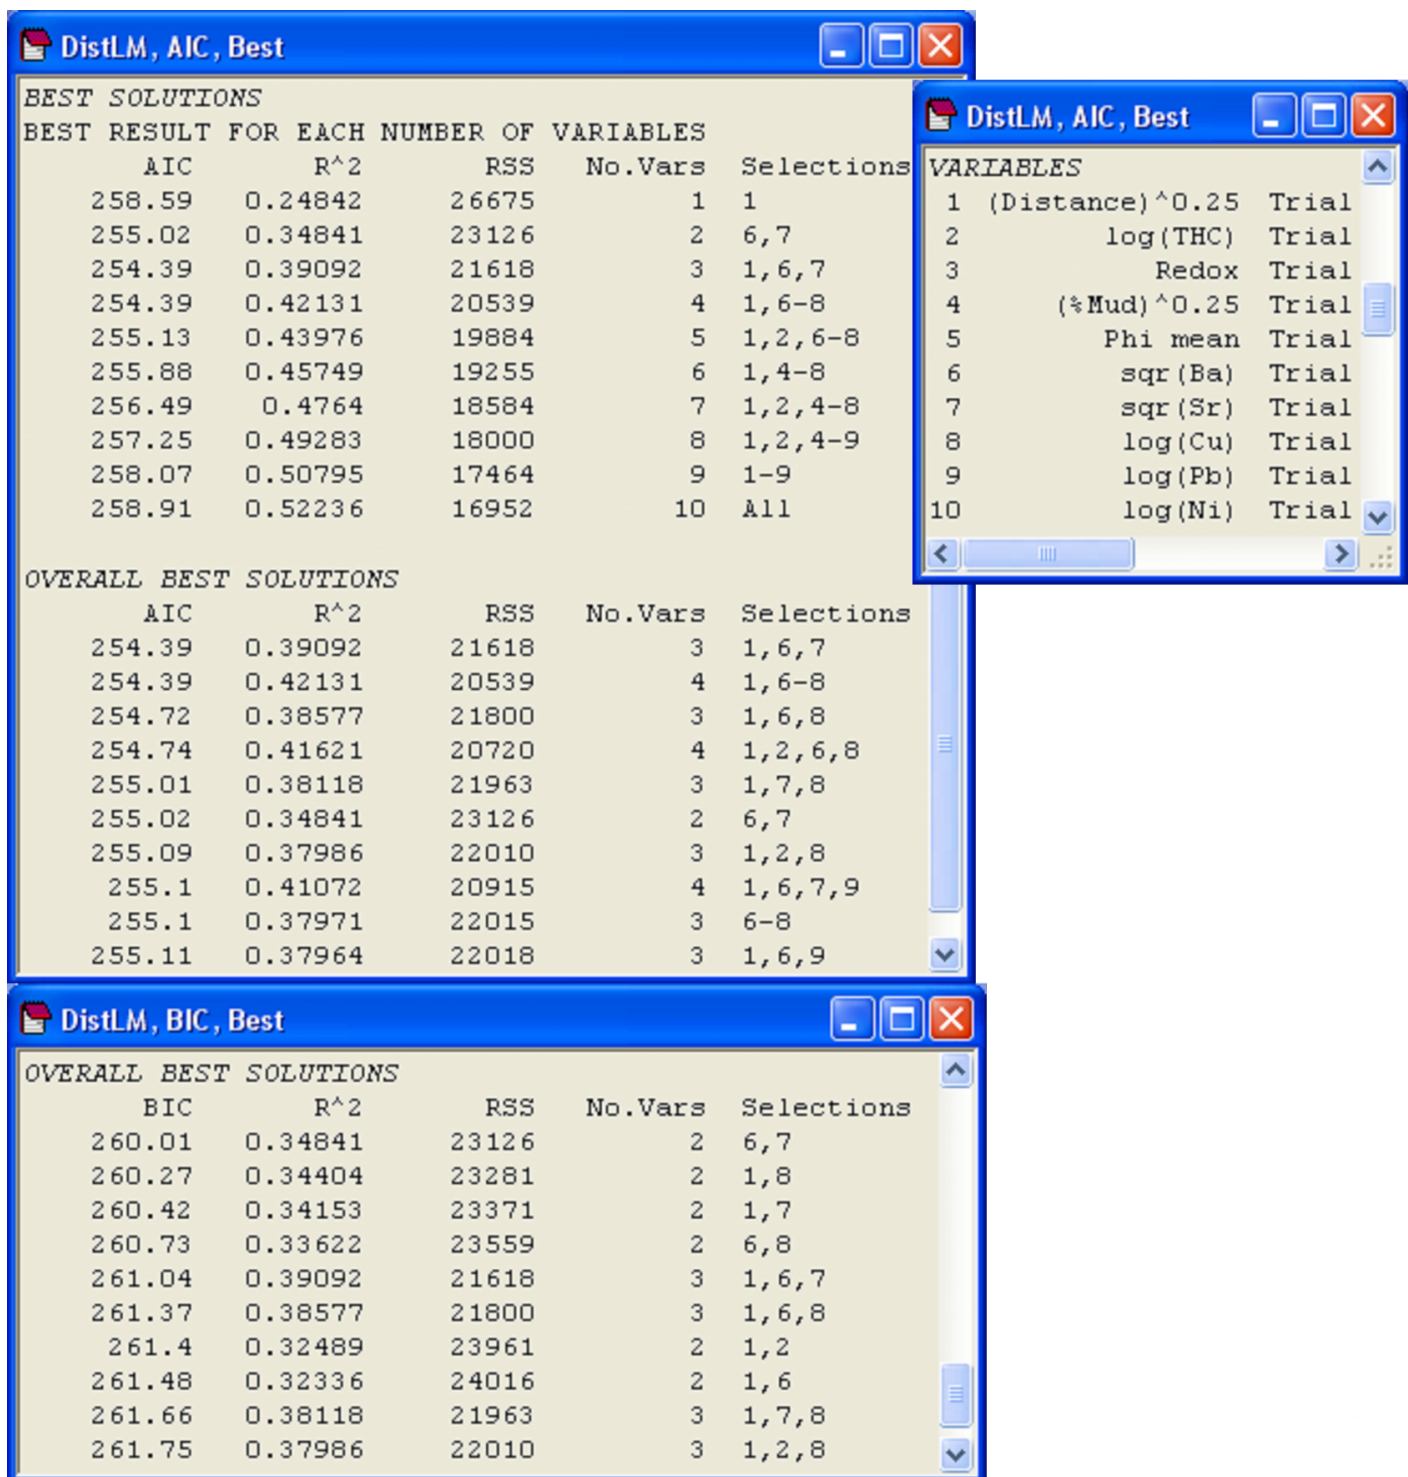 DistLM, AIC, Best
BEST SOLUTIONS
BEST RESULT FOR EACH NUMBER OF VARIABLES
AIC R^2 RSS No.Vars Selections
258.59 0.24842 26675 1 1
255.02 0.34841 23126 2 6,7
254.39 0.39092 21618 3 1,6,7
254.39 0.42131 20539 4 1,6-8
255.13 0.43976 19884 5 1,2,6-8
255.88 0.45749 19255 6 1,4-8
256.49 0.4764 18584 7 1,2,4-8
257.25 0.49283 18000 8 1,2,4-9
258.07 0.50795 17464 9 1-9
258.91 0.52236 16952 10 All
OVERALL BEST SOLUTIONS
AIC R^2 RSS No.Vars Selections
254.39 0.39092 21618 3 1,6,7
254.39 0.42131 20539 4 1,6-8
254.72 0.38577 21800 3 1,6,8
254.74 0.41621 20720 4 1,2,6,8
255.01 0.38118 21963 3 1,7,8
255.02 0.34841 23126 2 6,7
255.09 0.37986 22010 3 1,2,8
255.1 0.41072 20915 4 1,6,7,9
255.1 0.37971 22015 3 6-8
255.11 0.37964 22018 3 1,6,9
DistLM, AIC, Best
VARIABLES
1 (Distance)^0.25 Trial
2 log(THC) Trial
3 Redox Trial
4 (%Mud)^0.25 Trial
5 Phi mean Trial
6 sqr(Ba) Trial
7 sqr(Sr) Trial
8 log(Cu) Trial
9 log(Pb) Trial
10 log(Ni) Trial
DistLM, BIC, Best
OVERALL BEST SOLUTIONS
BIC R^2 RSS No.Vars Selections
260.01 0.34841 23126 2 6,7
260.27 0.34404 23281 2 1,8
260.42 0.34153 23371 2 1,7
260.73 0.33622 23559 2 6,8
261.04 0.39092 21618 3 1,6,7
261.37 0.38577 21800 3 1,6,8
261.4 0.32489 23961 2 1,2
261.48 0.32336 24016 2 1,6
261.66 0.38118 21963 3 1,7,8
261.75 0.37986 22010 3 1,2,8